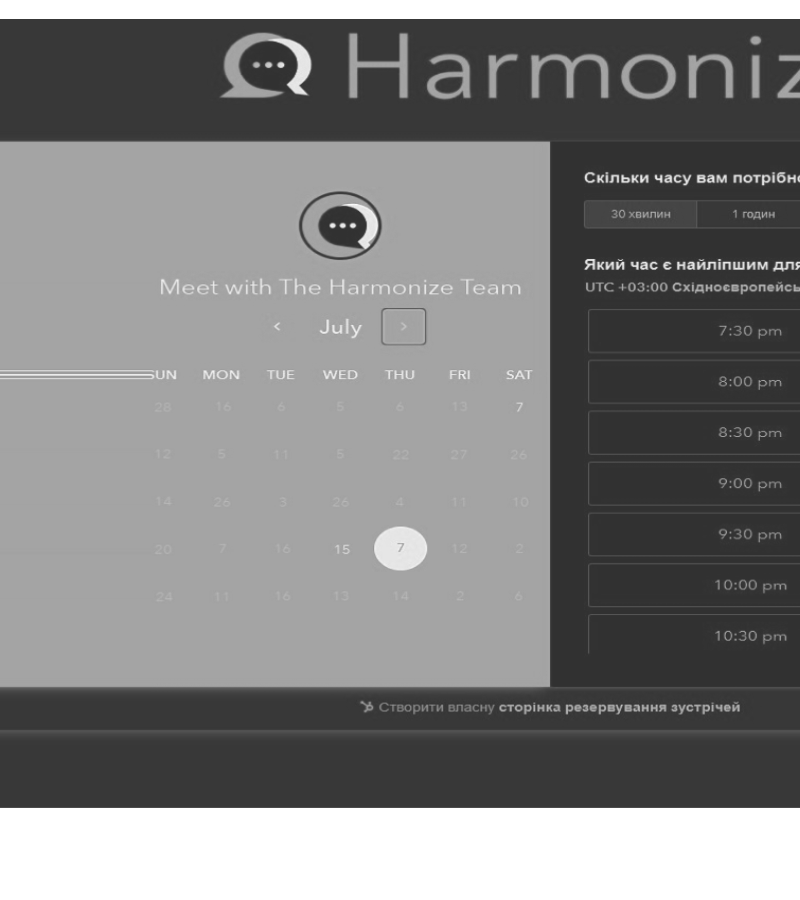 Harmoniz
Meet with The Harmonize Team
< July >
SUN MON TUE WED THU FRI SAT
28 16 6 5 6 13 7
12 5 11 5 22 27 26
14 26 3 26 4 11 10
20 7 16 15 7 12 2
24 11 16 13 14 2 6
Скільки часу вам потрібно
30 хвилин 1 годин
Який час є найліпшим для
UTC +03:00 Східноєвропейсь
7:30 pm
8:00 pm
8:30 pm
9:00 pm
9:30 pm
10:00 pm
10:30 pm
Створити власну сторінка резервування зустрічей